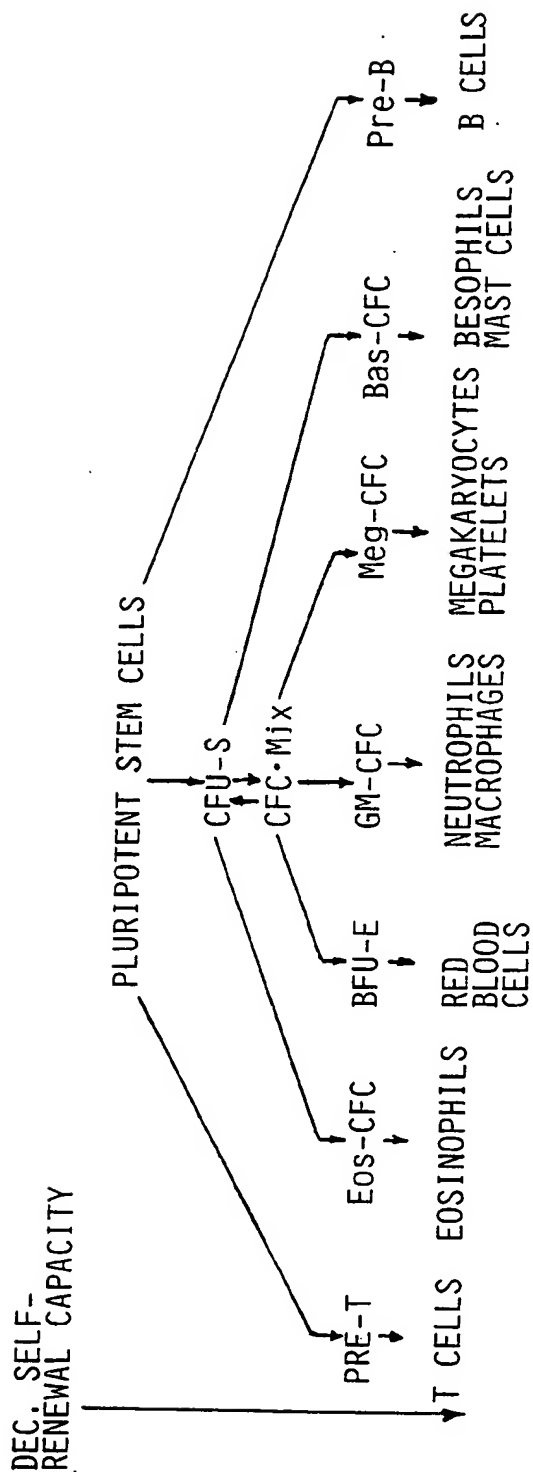 DEC. SELF-
RENEWAL CAPACITY
PLURIPOTENT STEM CELLS
CFU-S
CFC·Mix
PRE-T
Eos-CFC
BFU-E
GM-CFC
Meg-CFC
Bas-CFC
Pre-B
T CELLS
EOSINOPHILS
RED
BLOOD
CELLS
NEUTROPHILS
MACROPHAGES
MEGAKARYOCYTES
PLATELETS
BESOPHILS
MAST CELLS
B CELLS